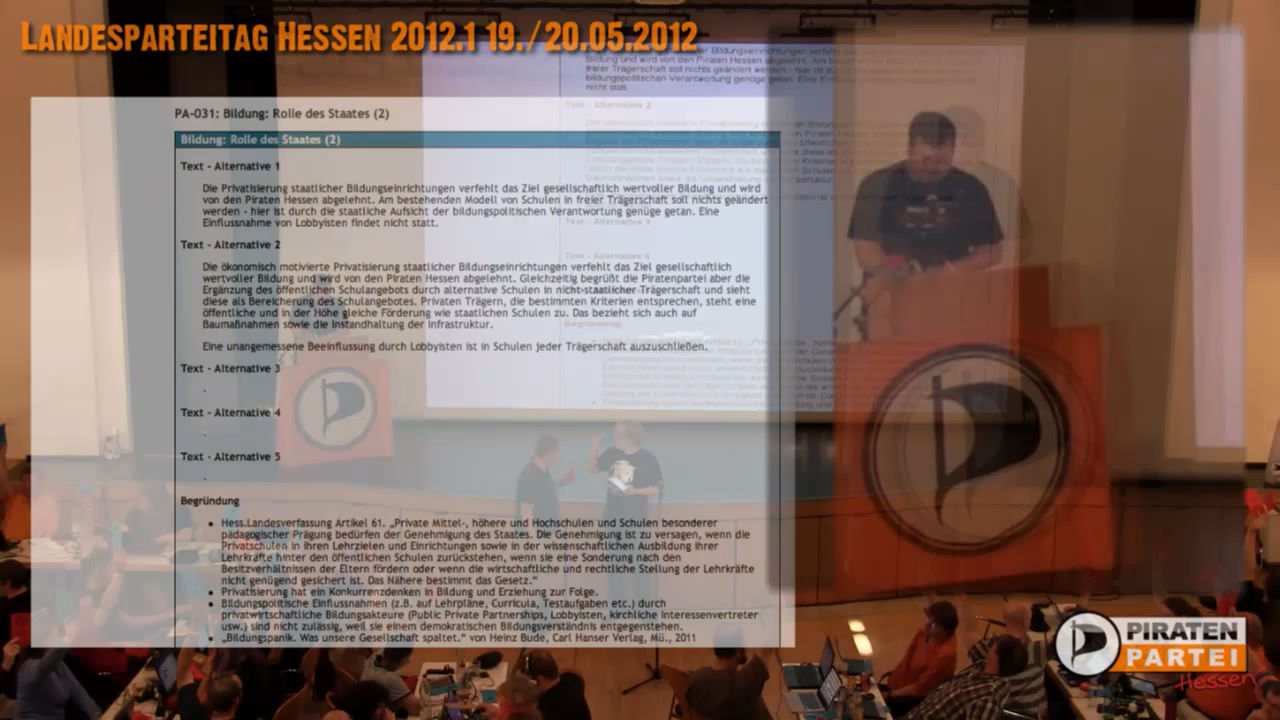 LANDESPARTEITAG HESSEN 2012.1 19./20.05.2012
PA-031: Bildung: Rolle des Staates (2)
Bildung: Rolle des Staates (2)
Text - Alternative 1
Die Privatisierung staatlicher Bildungseinrichtungen verfehlt das Ziel gesellschaftlich wertvoller Bildung und wird
von den Piraten Hessen abgelehnt. Am bestehenden Modell von Schulen in freier Trägerschaft soll nichts geändert
werden - hier ist durch die staatliche Aufsicht der bildungspolitischen Verantwortung genüge getan. Eine
Einflussnahme von Lobbyisten findet nicht statt.
Text - Alternative 2
Die ökonomisch motivierte Privatisierung staatlicher Bildungseinrichtungen verfehlt das Ziel gesellschaftlich
wertvoller Bildung und wird von den Piraten Hessen abgelehnt. Gleichzeitig begrüßt die Piratenpartei aber die
Ergänzung des öffentlichen Schulangebots durch alternative Schulen in nicht-staatlicher Trägerschaft und sieht
diese als Bereicherung des Schulangebotes. Privaten Trägern, die bestimmten Kriterien entsprechen, steht eine
öffentliche und in der Höhe gleiche Förderung wie staatlichen Schulen zu. Das bezieht sich auch auf
Baumaßnahmen sowie die Instandhaltung der Infrastruktur.
Eine unangemessene Beeinflussung durch Lobbyisten ist in Schulen jeder Trägerschaft auszuschließen.
Text - Alternative 3
.
Text - Alternative 4
.
Text - Alternative 5
.
Begründung
• Hess.Landesverfassung Artikel 61. „Private Mittel-, höhere und Hochschulen und Schulen besonderer
pädagogischer Prägung bedürfen der Genehmigung des Staates. Die Genehmigung ist zu versagen, wenn die
Privatschulen in ihren Lehrzielen und Einrichtungen sowie in der wissenschaftlichen Ausbildung ihrer
Lehrkräfte hinter den öffentlichen Schulen zurückstehen, wenn sie eine Sonderung nach den
Besitzverhältnissen der Eltern fördern oder wenn die wirtschaftliche und rechtliche Stellung der Lehrkräfte
nicht genügend gesichert ist. Das Nähere bestimmt das Gesetz.“
• Privatisierung hat ein Konkurrenzdenken in Bildung und Erziehung zur Folge.
• Bildungspolitische Einflussnahmen (z.B. auf Lehrpläne, Curricula, Testaufgaben etc.) durch
privatwirtschaftliche Bildungsakteure (Public Private Partnerships, Lobbyisten, kirchliche Interessenvertreter
usw.) sind nicht zulässig, weil sie einem demokratischen Bildungsverständnis entgegenstehen.
• „Bildungspanik. Was unsere Gesellschaft spaltet.“ von Heinz Bude, Carl Hanser Verlag, Mü., 2011
PIRATEN
PARTEI
Hessen